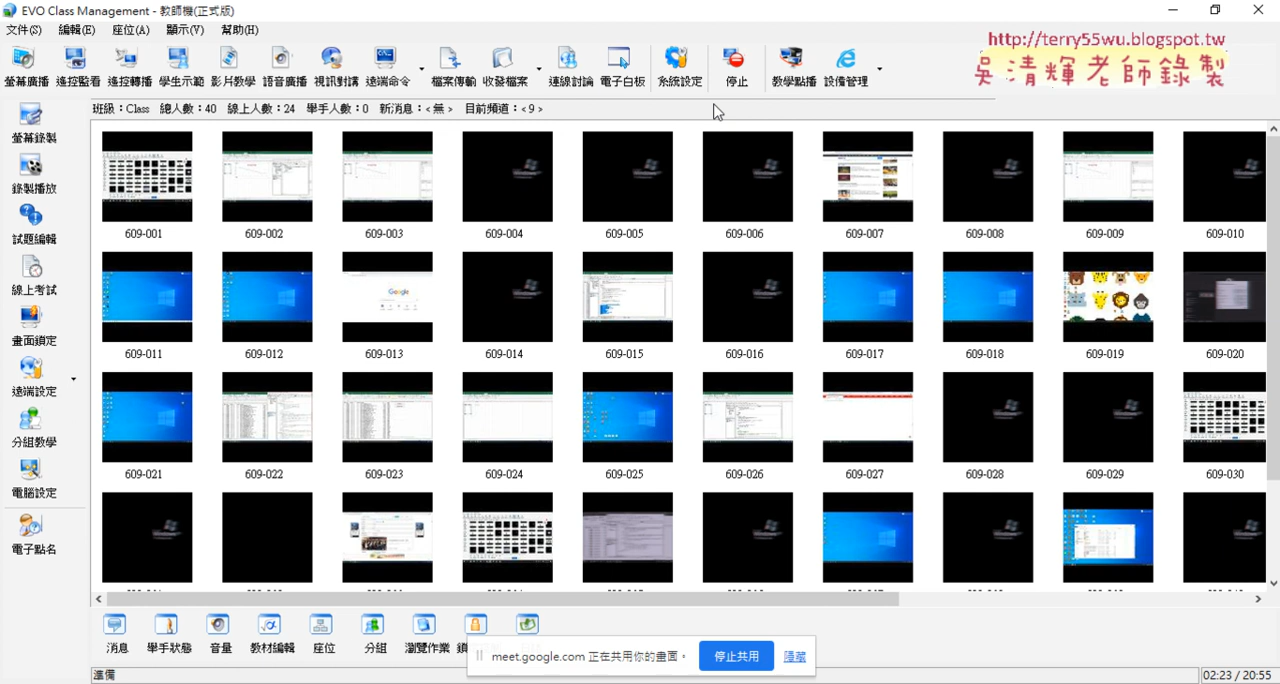 EVO Class Management - 教師機(正式版)
文件(S) 編輯(E) 座位(A) 顯示(V) 幫助(H)
http://terry55wu.blogspot.tw
吳清輝老師錄製
螢幕廣播 遙控監看 遙控轉播 學生示範 影片教學 語音廣播 視訊對講 遠端命令 檔案傳輸 收發檔案 連線討論 電子白板 系統設定 停止 教學點播 設備管理
班級：Class 總人數：40 線上人數：24 舉手人數：0 新消息：<無> 目前頻道：<9>
螢幕錄製
錄製播放
試題編輯
線上考試
畫面鎖定
遠端設定
分組教學
電腦設定
電子點名
609-001 609-002 609-003 609-004 609-005 609-006 609-007 609-008 609-009 609-010
609-011 609-012 609-013 609-014 609-015 609-016 609-017 609-018 609-019 609-020
609-021 609-022 609-023 609-024 609-025 609-026 609-027 609-028 609-029 609-030
Google
消息 舉手狀態 音量 教材編輯 座位 分組 瀏覽作業 鎖
meet.google.com 正在共用你的畫面。 停止共用 隱藏
準備
02:23 / 20:55